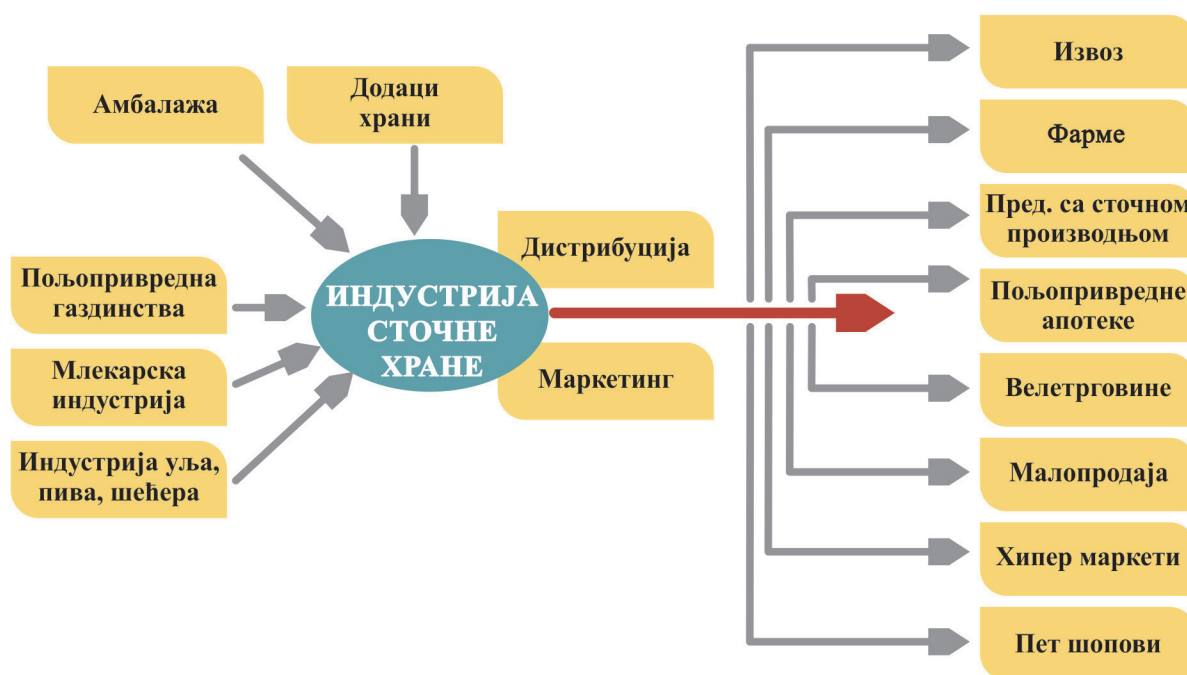 Амбалажа
Додаци
храни
Пољопривредна
газдинства
Млекарска
индустрија
Индустрија уља,
пива, шећера
ИНДУСТРИЈА
СТОЧНЕ
ХРАНЕ
Дистрибуција
Маркетинг
Извоз
Фарме
Пред. са сточном
производњом
Пољопривредне
апотеке
Велетрговине
Малопродаја
Хипер маркети
Пет шопови